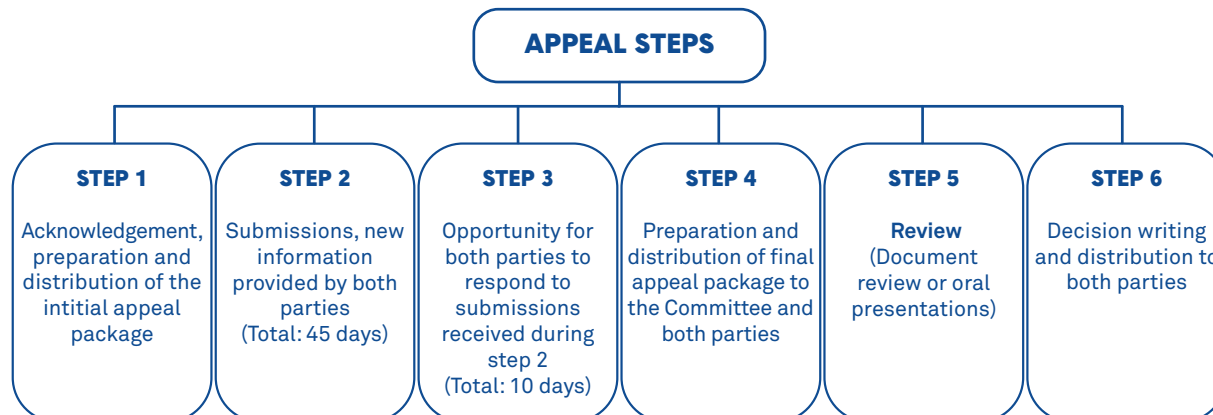 APPEAL STEPS
STEP 1
Acknowledgement,
preparation and
distribution of the
intitial appeal
package
STEP 2
Submissions, new
information
provided by both
parties
(Total: 45 days)
STEP 3
Opportunity for
both parties to
respond to
submissions
received during
step 2
(Total: 10 days)
STEP 4
Preparation and
distribution of final
appeal package to
the Committee and
both parties
STEP 5
Review
(Document
review or oral
presentations)
STEP 6
Decision writing
and distribution to
both parties